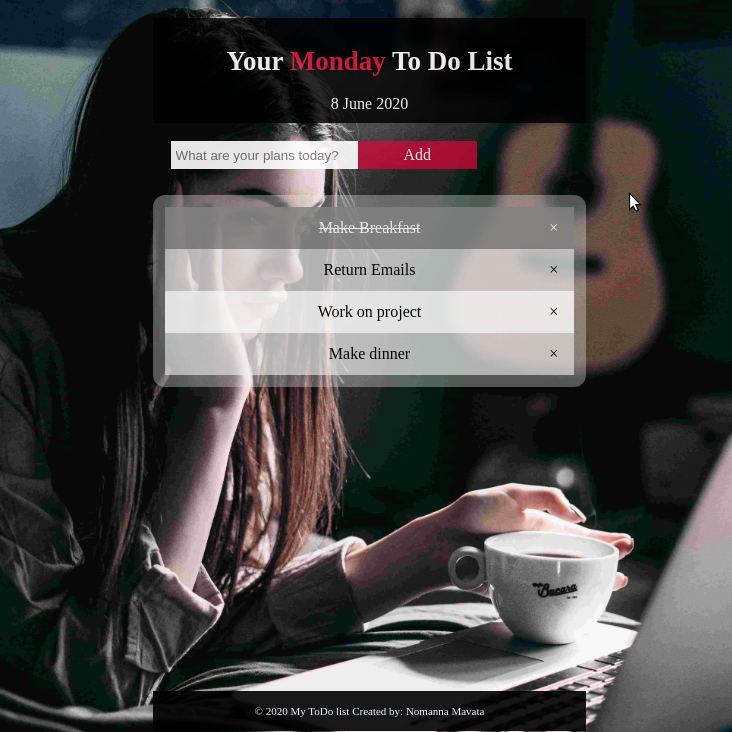 Your Monday To Do List
8 June 2020
What are your plans today?
Add
Make Breakfast ×
Return Emails ×
Work on project ×
Make dinner ×
Bacara
© 2020 My ToDo list Created by: Nomanna Mavata